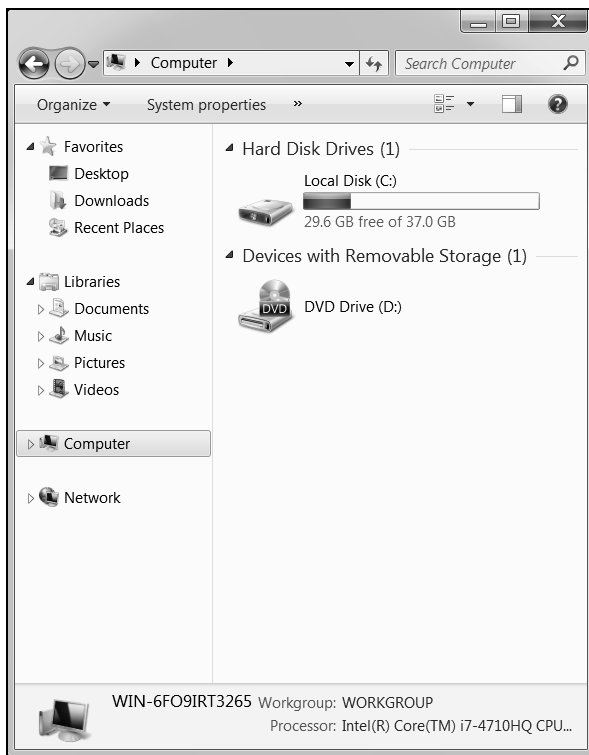 Computer
Search Computer
Organize
System properties
»
Favorites
Desktop
Downloads
Recent Places
Libraries
Documents
Music
Pictures
Videos
Computer
Network
Hard Disk Drives (1)
Local Disk (C:)
29.6 GB free of 37.0 GB
Devices with Removable Storage (1)
DVD
DVD Drive (D:)
WIN-6FO9IRT3265 Workgroup: WORKGROUP
Processor: Intel(R) Core(TM) i7-4710HQ CPU...